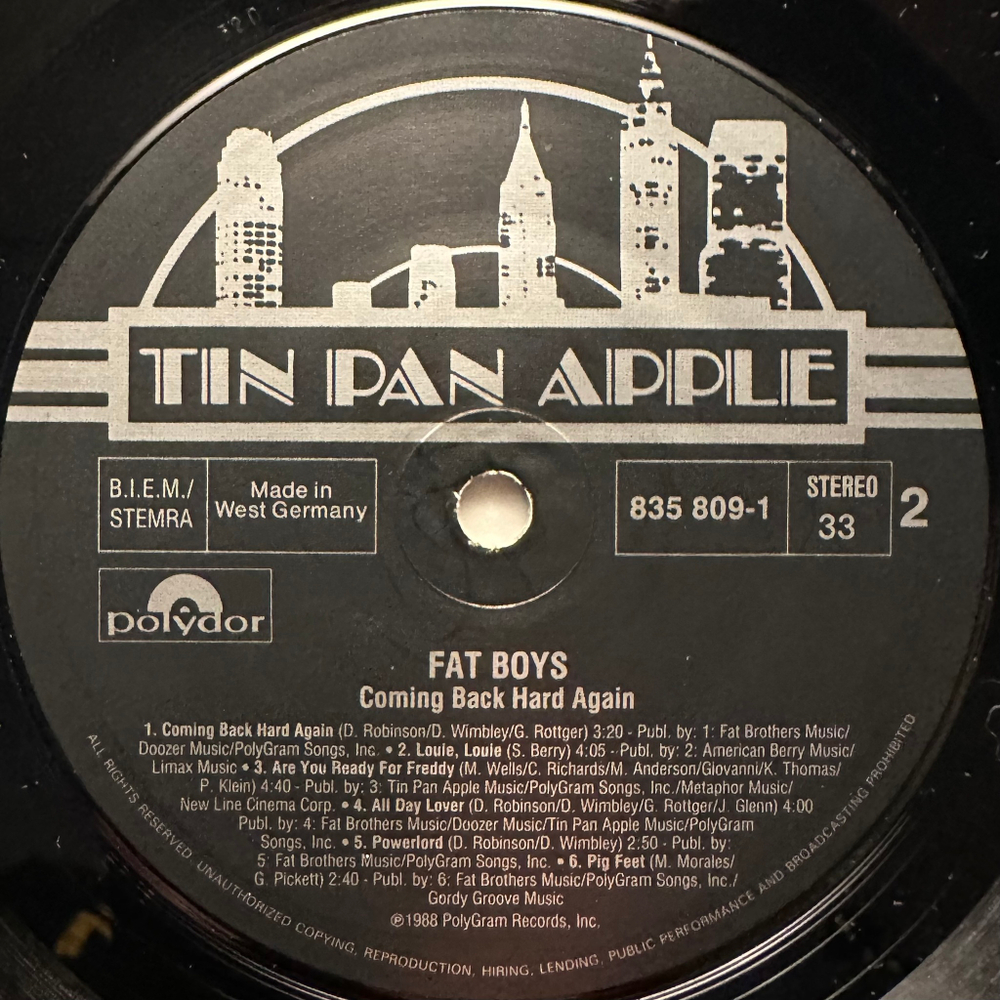 TIN PAN APPLE
B.I.E.M./
STEMRA
Made in
West Germany
835 809-1
STEREO
33
2
polydor
FAT BOYS
Coming Back Hard Again
1. Coming Back Hard Again (D. Robinson/D. Wimbley/G. Rottger) 3:20 - Publ. by: 1: Fat Brothers Music/
Doozer Music/PolyGram Songs, Inc. • 2. Louie, Louie (S. Berry) 4:05 - Publ. by: 2: American Berry Music/
Limax Music • 3. Are You Ready For Freddy (M. Wells/C. Richards/M. Anderson/Giovanni/K. Thomas/
P. Klein) 4:40 - Publ. by: 3: Tin Pan Apple Music/PolyGram Songs, Inc./Metaphor Music/
New Line Cinema Corp. • 4. All Day Lover (D. Robinson/D. Wimbley/G. Rottger/J. Glenn) 4:00
Publ. by: 4: Fat Brothers Music/Doozer Music/Tin Pan Apple Music/PolyGram
Songs, Inc. • 5. Powerlord (D. Robinson/D. Wimbley) 2:50 - Publ. by:
5: Fat Brothers Music/PolyGram Songs, Inc. • 6. Pig Feet (M. Morales/
G. Pickett) 2:40 - Publ. by: 6: Fat Brothers Music/PolyGram Songs, Inc./
Gordy Groove Music
℗1988 PolyGram Records, Inc.
ALL RIGHTS RESERVED. UNAUTHORIZED COPYING, REPRODUCTION, HIRING, LENDING, PUBLIC PERFORMANCE AND BROADCASTING PROHIBITED